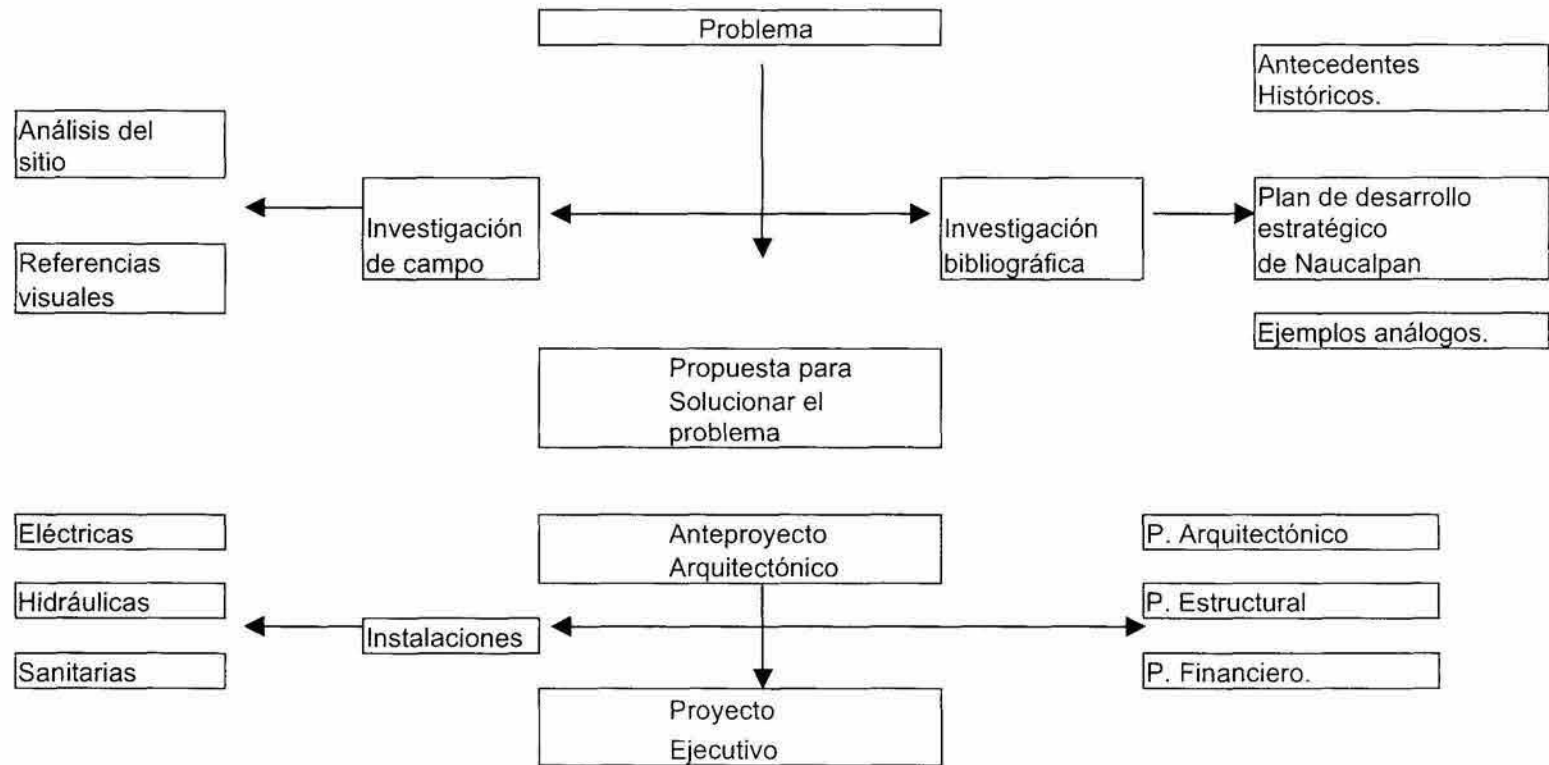 Problema
Antecedentes
Históricos.
Análisis del
sitio
Investigación
de campo
Investigación
bibliográfica
Plan de desarrollo
estratégico
de Naucalpan
Referencias
visuales
Ejemplos análogos.
Propuesta para
Solucionar el
problema
Eléctricas
Anteproyecto
Arquitectónico
P. Arquitectónico
Hidráulicas
P. Estructural
Instalaciones
Sanitarias
P. Financiero.
Proyecto
Ejecutivo